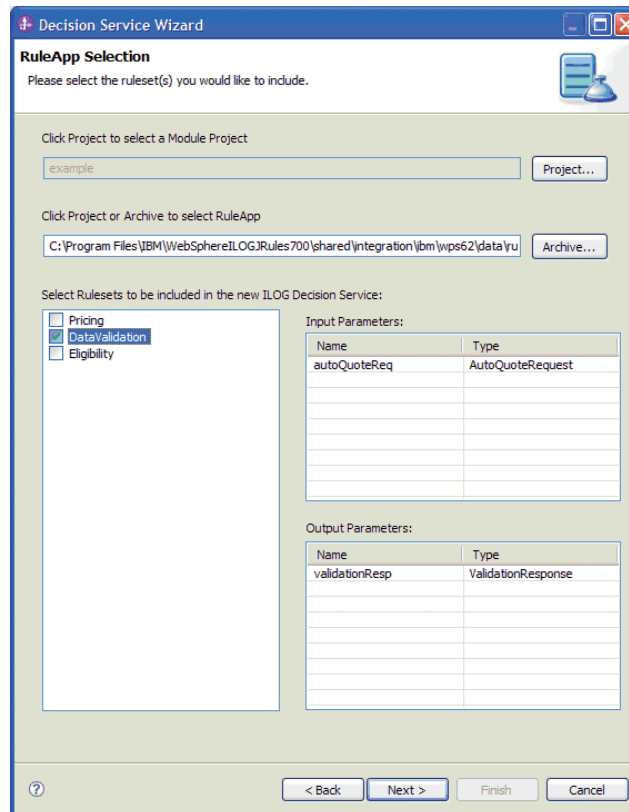 Decision Service Wizard
RuleApp Selection
Please select the ruleset(s) you would like to include.
Click Project to select a Module Project
example
Project...
Click Project or Archive to select RuleApp
C:\Program Files\IBM\WebSphereILOGJRules700\shared\integration\ibm\wps62\data\ru
Archive...
Select Rulesets to be included in the new ILOG Decision Service:
Pricing
DataValidation
Eligibility
Input Parameters:
Name Type
autoQuoteReq AutoQuoteRequest
Output Parameters:
Name Type
validationResp ValidationResponse
?
< Back
Next >
Finish
Cancel